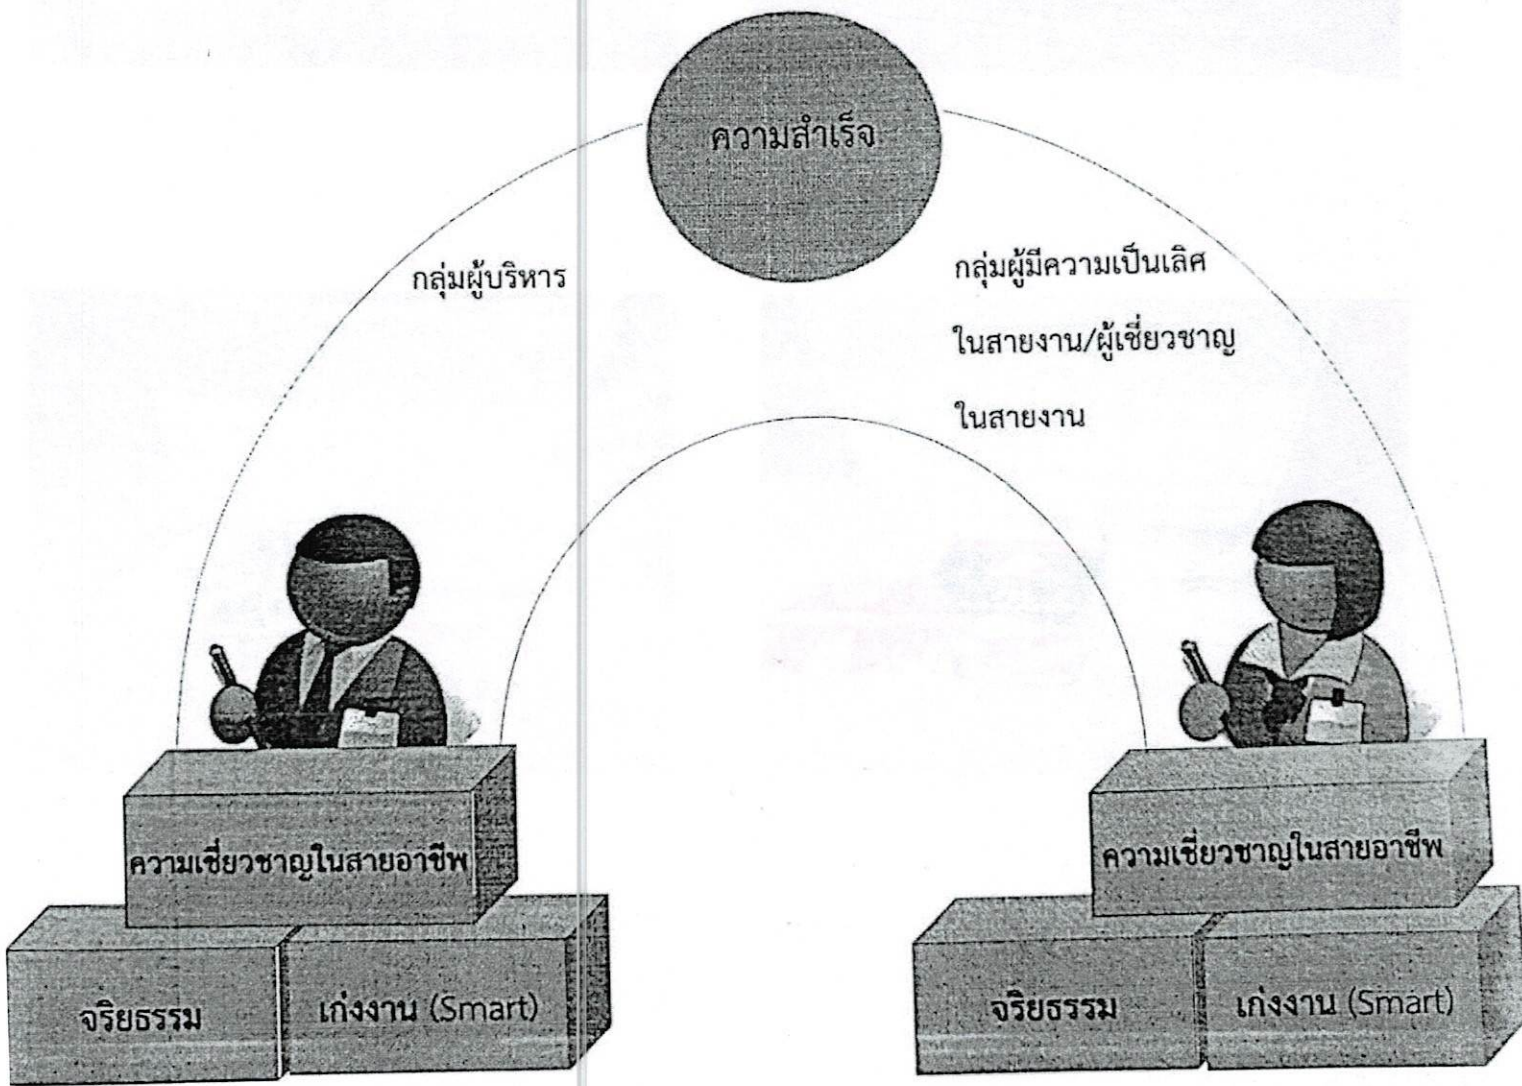 ความสำเร็จ
กลุ่มผู้บริหาร
กลุ่มผู้มีความเป็นเลิศ
ในสายงาน/ผู้เชี่ยวชาญ
ในสายงาน
ความเชี่ยวชาญในสายอาชีพ
จริยธรรม
เก่งงาน (Smart)
ความเชี่ยวชาญในสายอาชีพ
จริยธรรม
เก่งงาน (Smart)